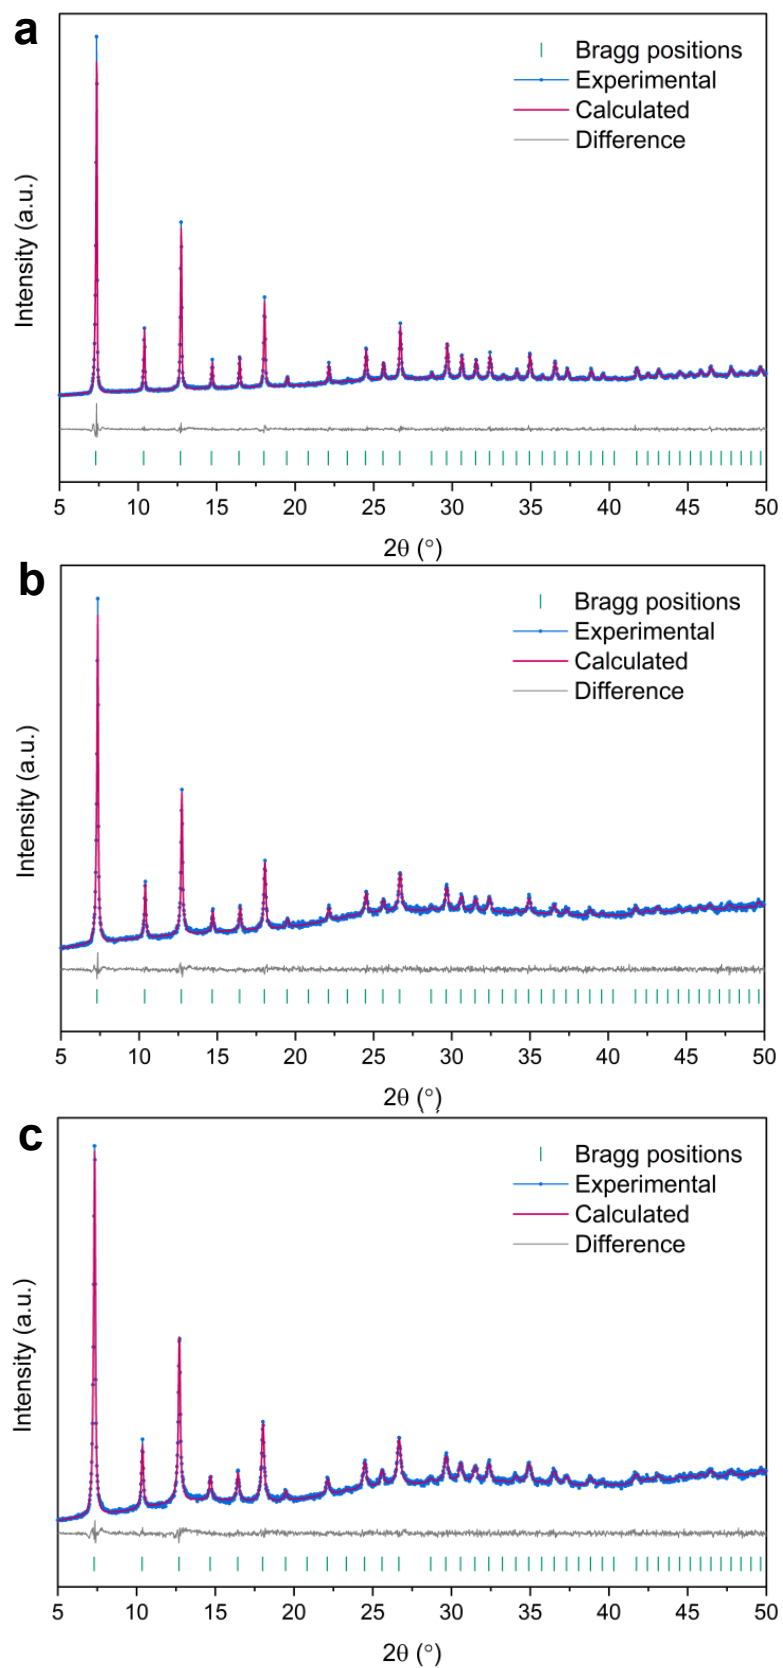 a
Bragg positions
Experimental
Calculated
Difference
Intensity (a.u.)
5 10 15 20 25 30 35 40 45 50
2θ (°)
b
Bragg positions
Experimental
Calculated
Difference
Intensity (a.u.)
5 10 15 20 25 30 35 40 45 50
2θ (°)
c
Bragg positions
Experimental
Calculated
Difference
Intensity (a.u.)
5 10 15 20 25 30 35 40 45 50
2θ (°)